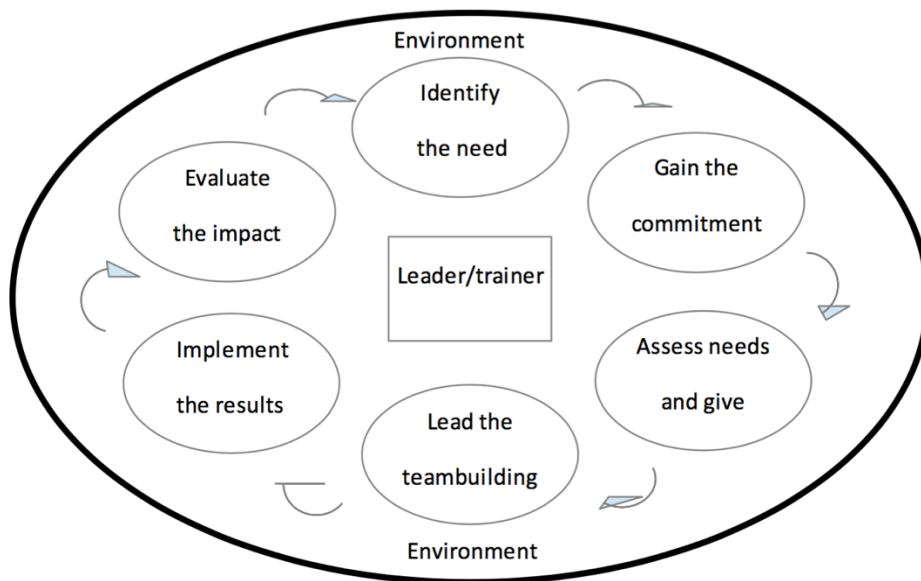 Environment
Identify
the need
Gain the
commitment
Assess needs
and give
Lead the
teambuilding
Implement
the results
Evaluate
the impact
Leader/trainer
Environment